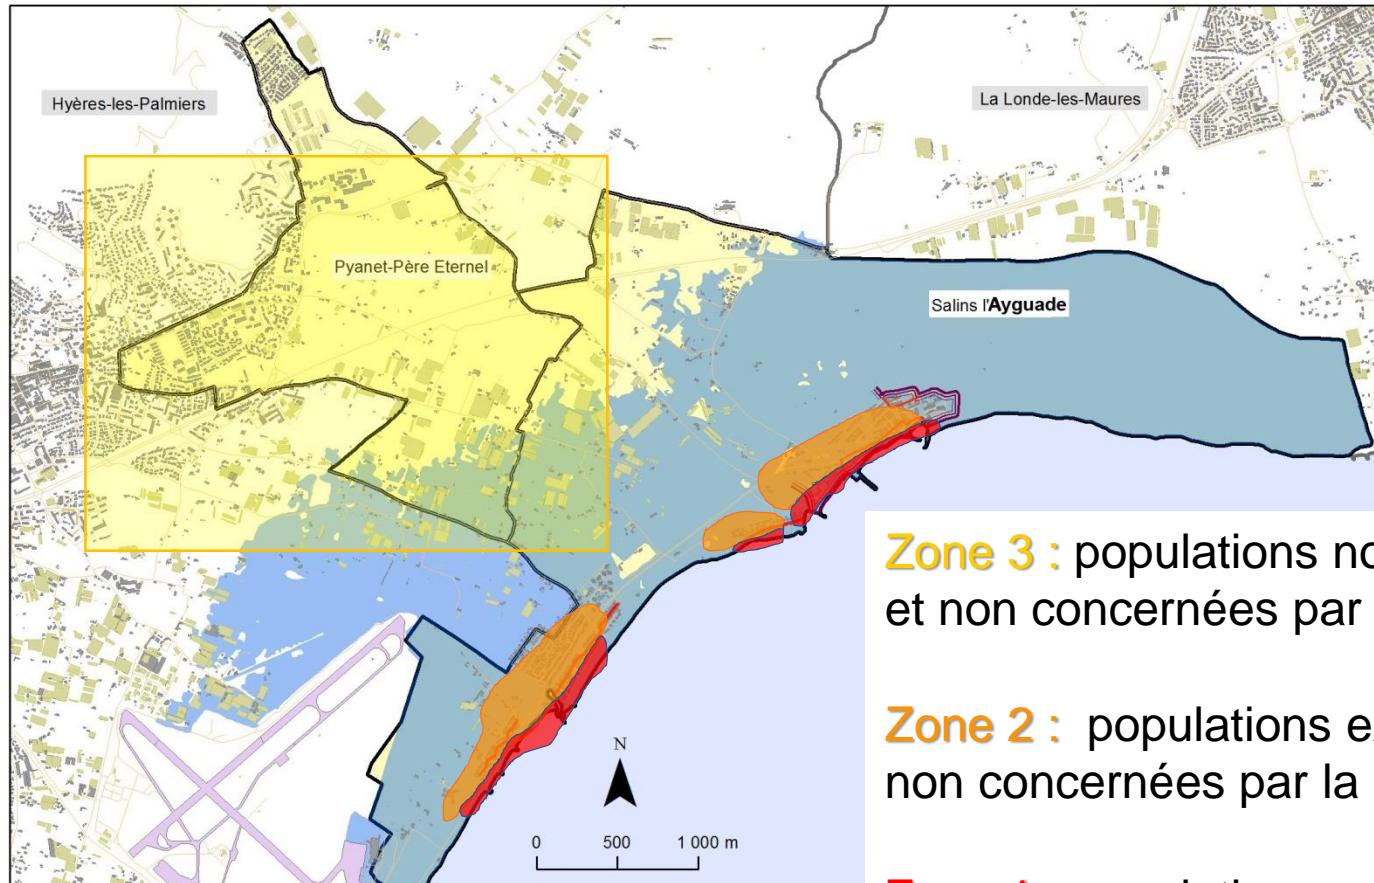 Hyères-les-Palmiers
La Londe-les-Maures
Pyanet-Père Eternel
Salins l'Ayguade
Zone 3 : populations
et non concernées par
Zone 2 : populations
non concernées par la
N
0 500 1 000 m